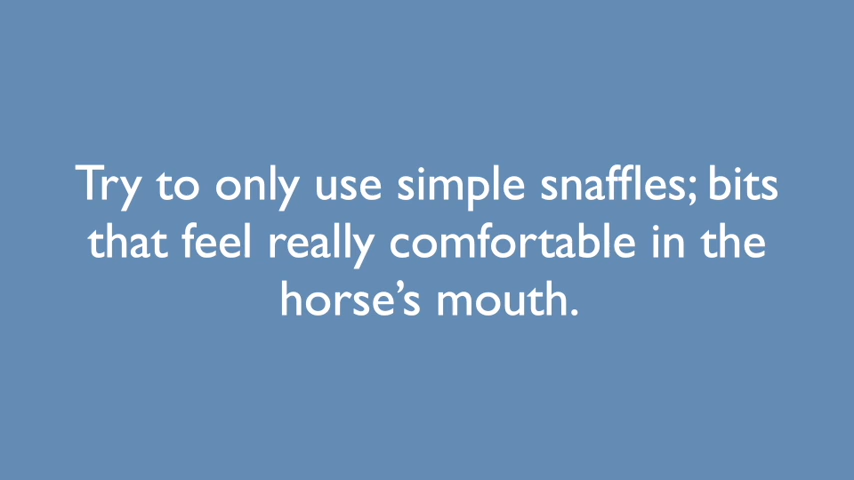 Try to only use simple snaffles; bits
that feel really comfortable in the
horse’s mouth.